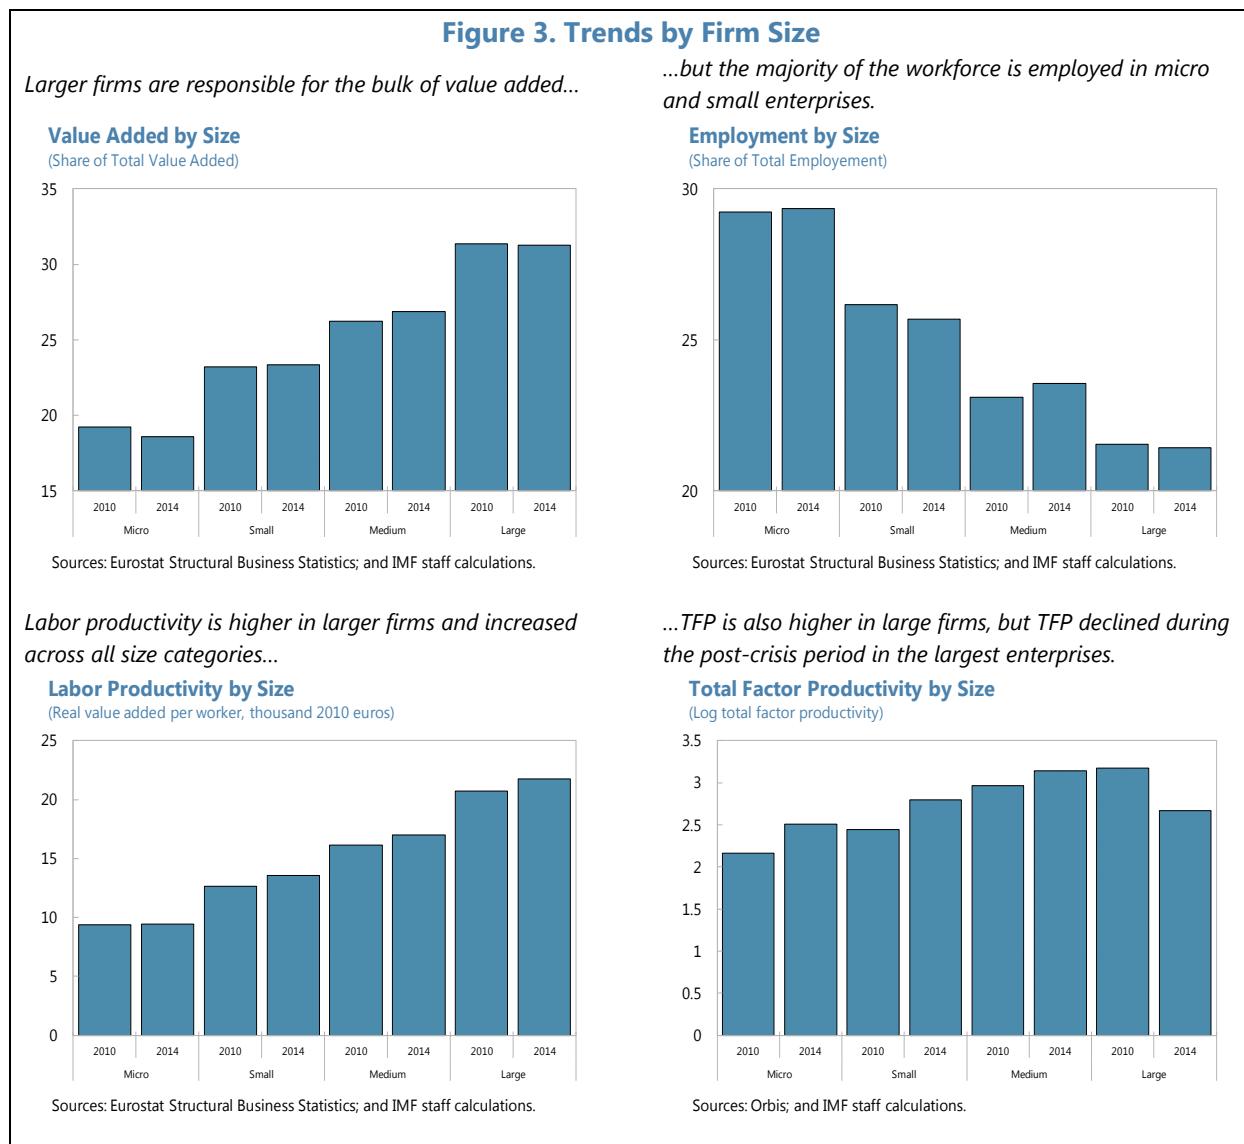 Figure 3. Trends by Firm Size
Larger firms are responsible for the bulk of value added...
Value Added by Size
(Share of Total Value Added)
35
30
25
20
15
2010 2014 2010 2014 2010 2014 2010 2014
Micro Small Medium Large
Sources: Eurostat Structural Business Statistics; and IMF staff calculations.
...but the majority of the workforce is employed in micro
and small enterprises.
Employment by Size
(Share of Total Employement)
30
25
20
2010 2014 2010 2014 2010 2014 2010 2014
Micro Small Medium Large
Sources: Eurostat Structural Business Statistics; and IMF staff calculations.
Labor productivity is higher in larger firms and increased
across all size categories...
Labor Productivity by Size
(Real value added per worker, thousand 2010 euros)
25
20
15
10
5
0
2010 2014 2010 2014 2010 2014 2010 2014
Micro Small Medium Large
Sources: Eurostat Structural Business Statistics; and IMF staff calculations.
...TFP is also higher in large firms, but TFP declined during
the post-crisis period in the largest enterprises.
Total Factor Productivity by Size
(Log total factor productivity)
3.5
3
2.5
2
1.5
1
0.5
0
2010 2014 2010 2014 2010 2014 2010 2014
Micro Small Medium Large
Sources: Orbis; and IMF staff calculations.